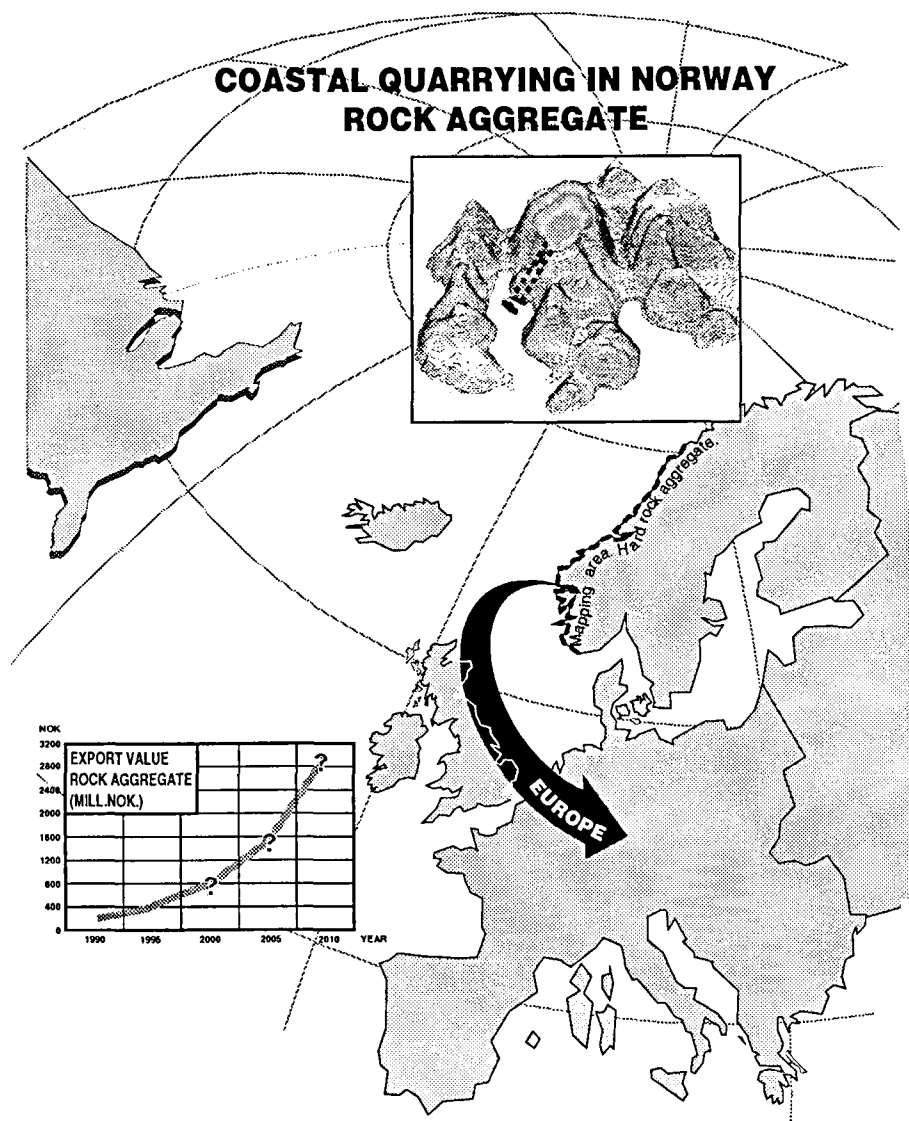 COASTAL QUARRYING IN NORWAY
ROCK AGGREGATE
Mapping area. Hard rock aggregate.
EUROPE
NOK
3200
2800
2400
2000
1600
1200
800
400
0
EXPORT VALUE
ROCK AGGREGATE
(MILL.NOK.)
?
?
?
1990 1995 2000 2005 2010 YEAR